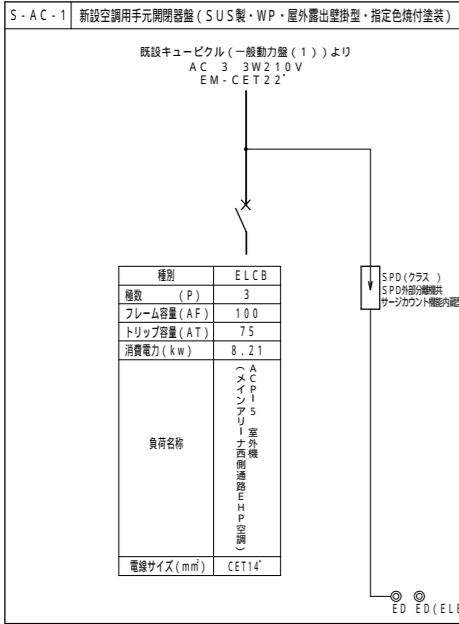 S-AC-1 新設空調用手元開閉器盤(SUS製・WP・屋外露出壁掛型・指定色焼付塗装)
既設キュービクル(一般動力盤(1))より
AC 3 3W210V
EM-CET22゜
種別 ELCB
極数 (P) 3
フレーム容量(AF) 100
トリップ容量(AT) 75
消費電力(kw) 8.21
負荷名称
ACP-15 室外機
(メインアリーナ西側通路EHP空調)
電線サイズ(mm²) CET14゜
SPD(クラス )
SPD外部分離機共
サージカウント機能内蔵型
ED ED(ELB